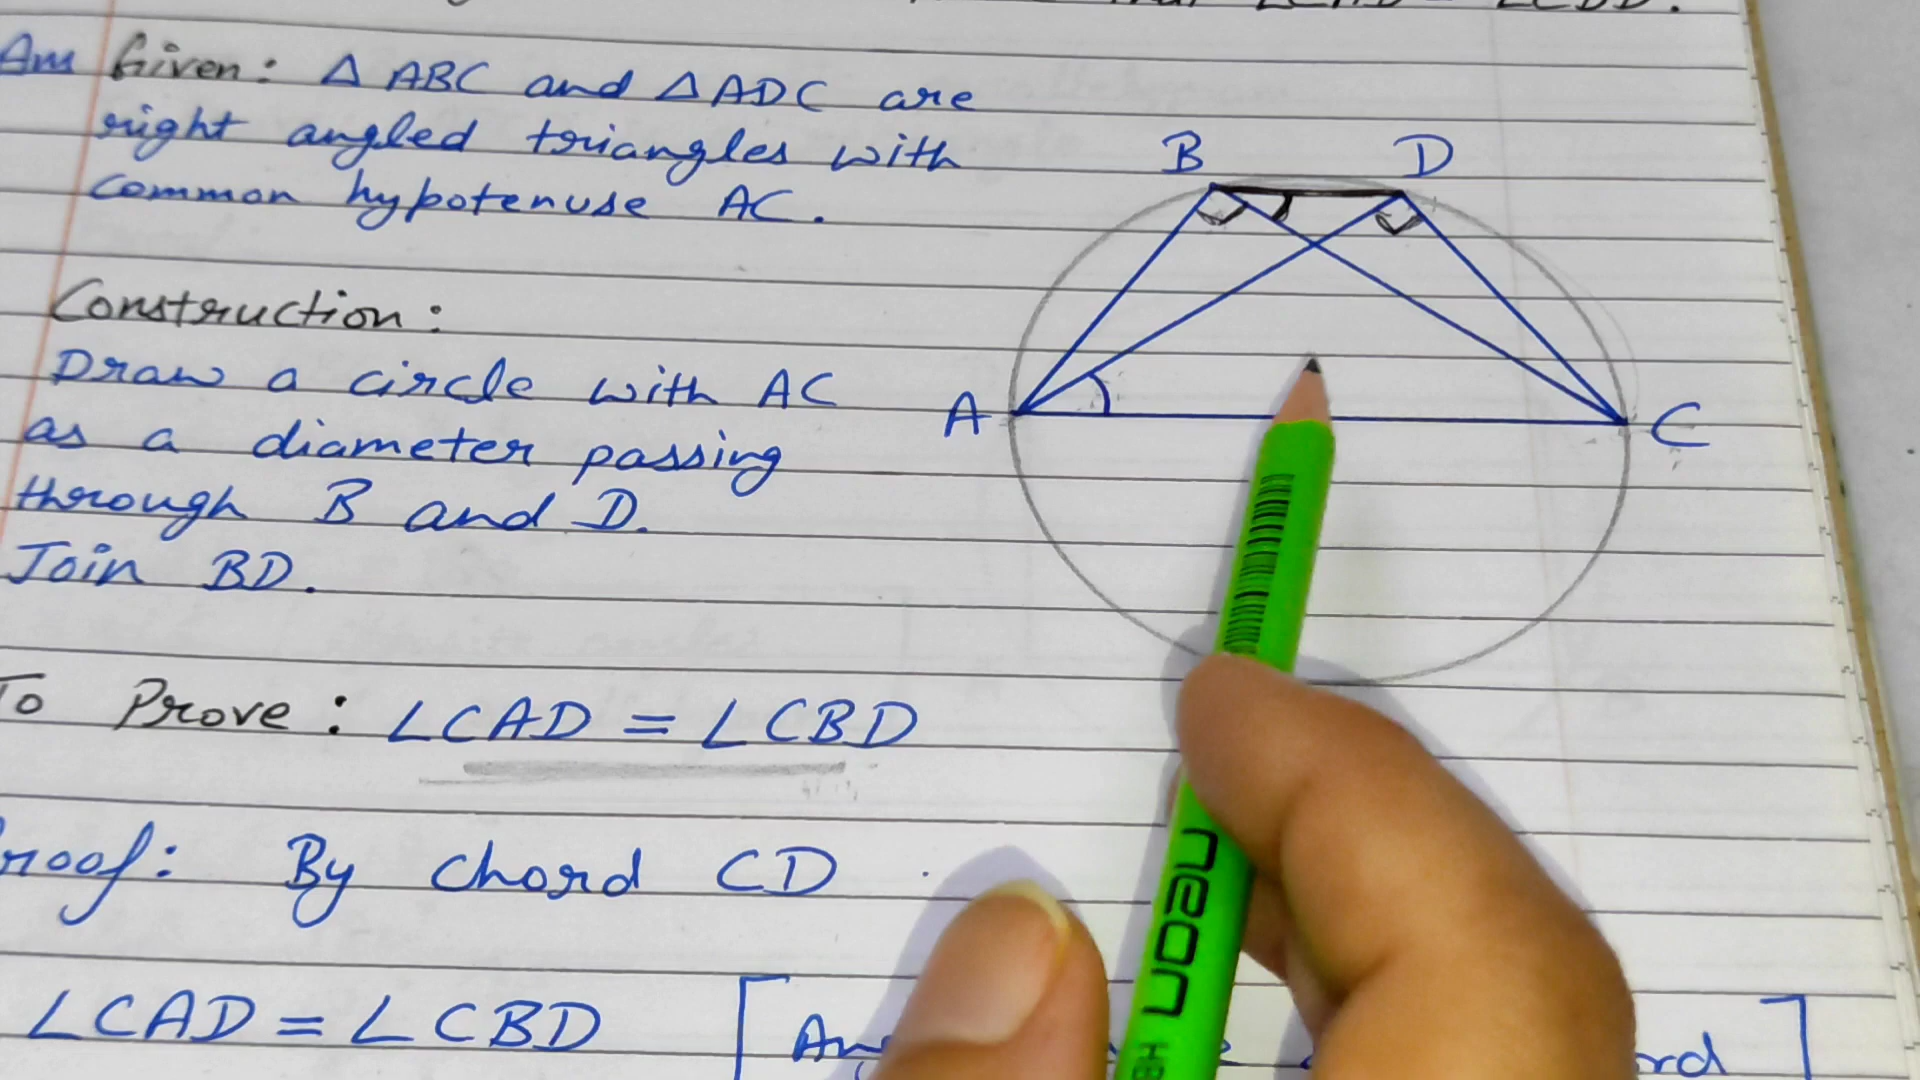 Ans Given: △ ABC and △ ADC are
right angled triangles with
common hypotenuse AC.
Construction:
Draw a circle with AC
as a diameter passing
through B and D.
Join BD.
To Prove: ∠CAD = ∠CBD
Proof: By chord CD
∠CAD = ∠CBD [ ]
B D
A C
neon HB